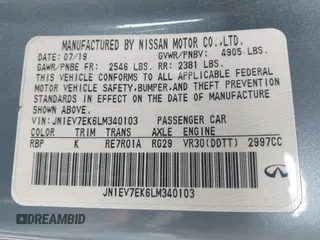 MANUFACTURED BY NISSAN MOTOR CO.,LTD.
DATE: 07/19 GVWR/PNBV: 4905 LBS.
GAWR/PNBE FR: 2546 LBS RR: 2381 LBS.
THIS VEHICLE CONFORMS TO ALL APPLICABLE FEDERAL
MOTOR VEHICLE SAFETY, BUMPER, AND THEFT PREVENTION
STANDARDS IN EFFECT ON THE DATE OF MANUFACTURE
SHOWN ABOVE.
VIN: JN1EV7EK6LM340103 PASSENGER CAR
COLOR TRIM TRANS AXLE ENGINE
RBP K RE7R01A RG29 VR30(DDTT) 2997CC
JN1EV7EK6LM340103
INFINITI
© DREAMBID